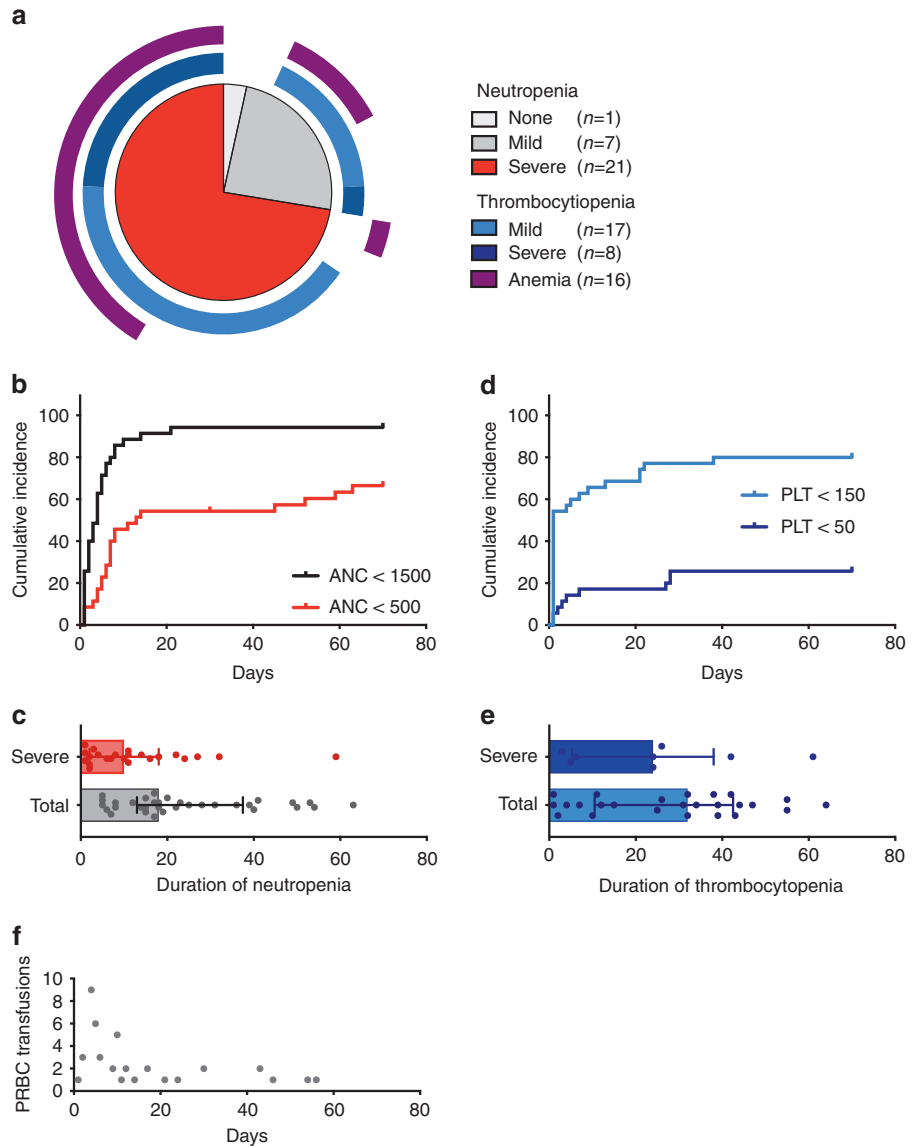 a
Neutropenia
None (n=1)
Mild (n=7)
Severe (n=21)
Thrombocytiopenia
Mild (n=17)
Severe (n=8)
Anemia (n=16)
b
Cumulative incidence
100
80
60
40
20
0
ANC < 1500
ANC < 500
0 20 40 60 80
Days
d
Cumulative incidence
100
80
60
40
20
0
PLT < 150
PLT < 50
0 20 40 60 80
Days
c
Severe
Total
0 20 40 60 80
Duration of neutropenia
e
Severe
Total
0 20 40 60 80
Duration of thrombocytopenia
f
PRBC transfusions
10
8
6
4
2
0
0 20 40 60 80
Days